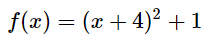 f(x) = (x + 4)² + 1